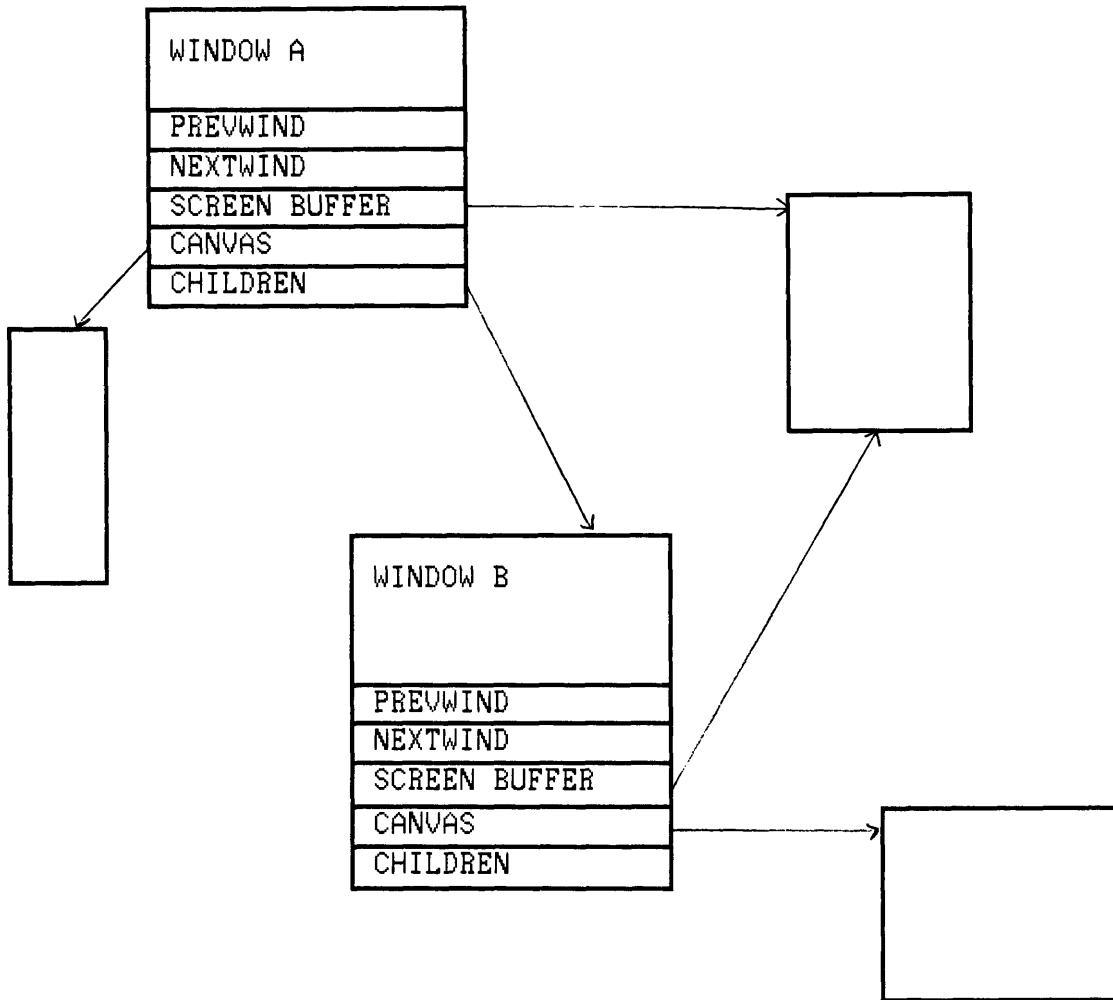 WINDOW A
PREVWIND
NEXTWIND
SCREEN BUFFER
CANVAS
CHILDREN
WINDOW B
PREVWIND
NEXTWIND
SCREEN BUFFER
CANVAS
CHILDREN